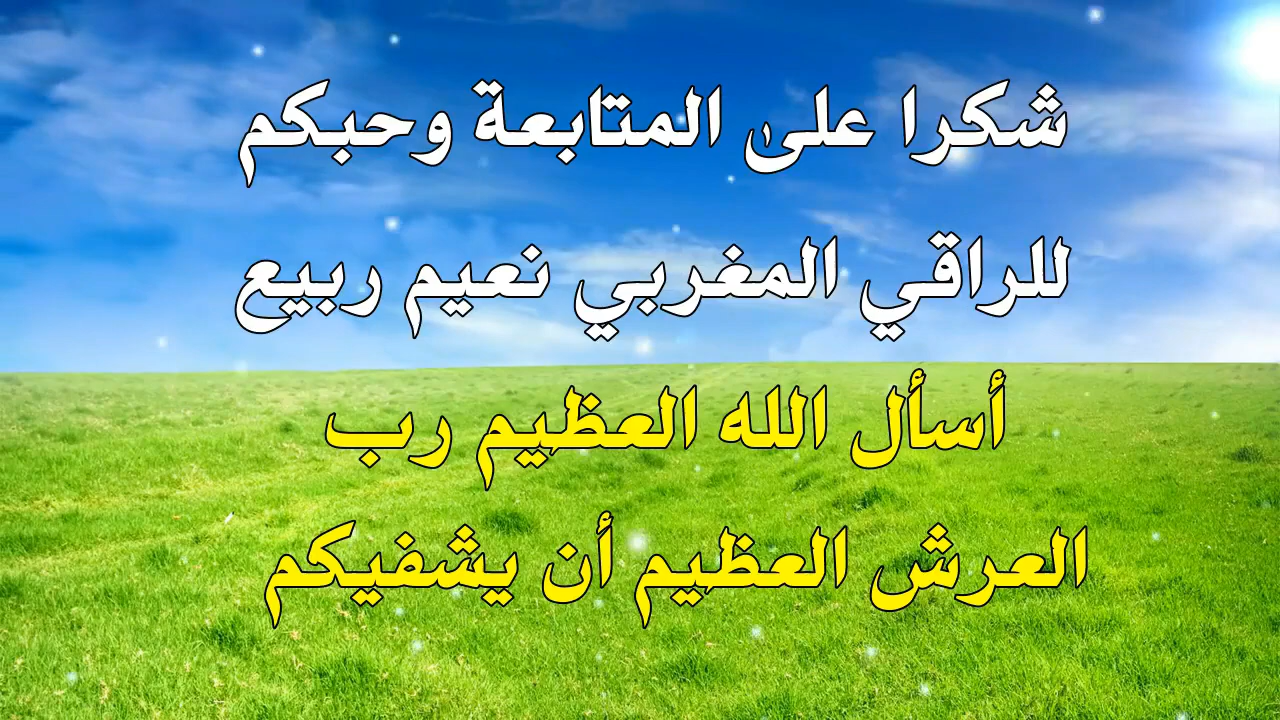 شكرا على المتابعة وحبكم
للراقي المغربي نعيم ربيع
أسأل الله العظيم رب
العرش العظيم أن يشفيكم